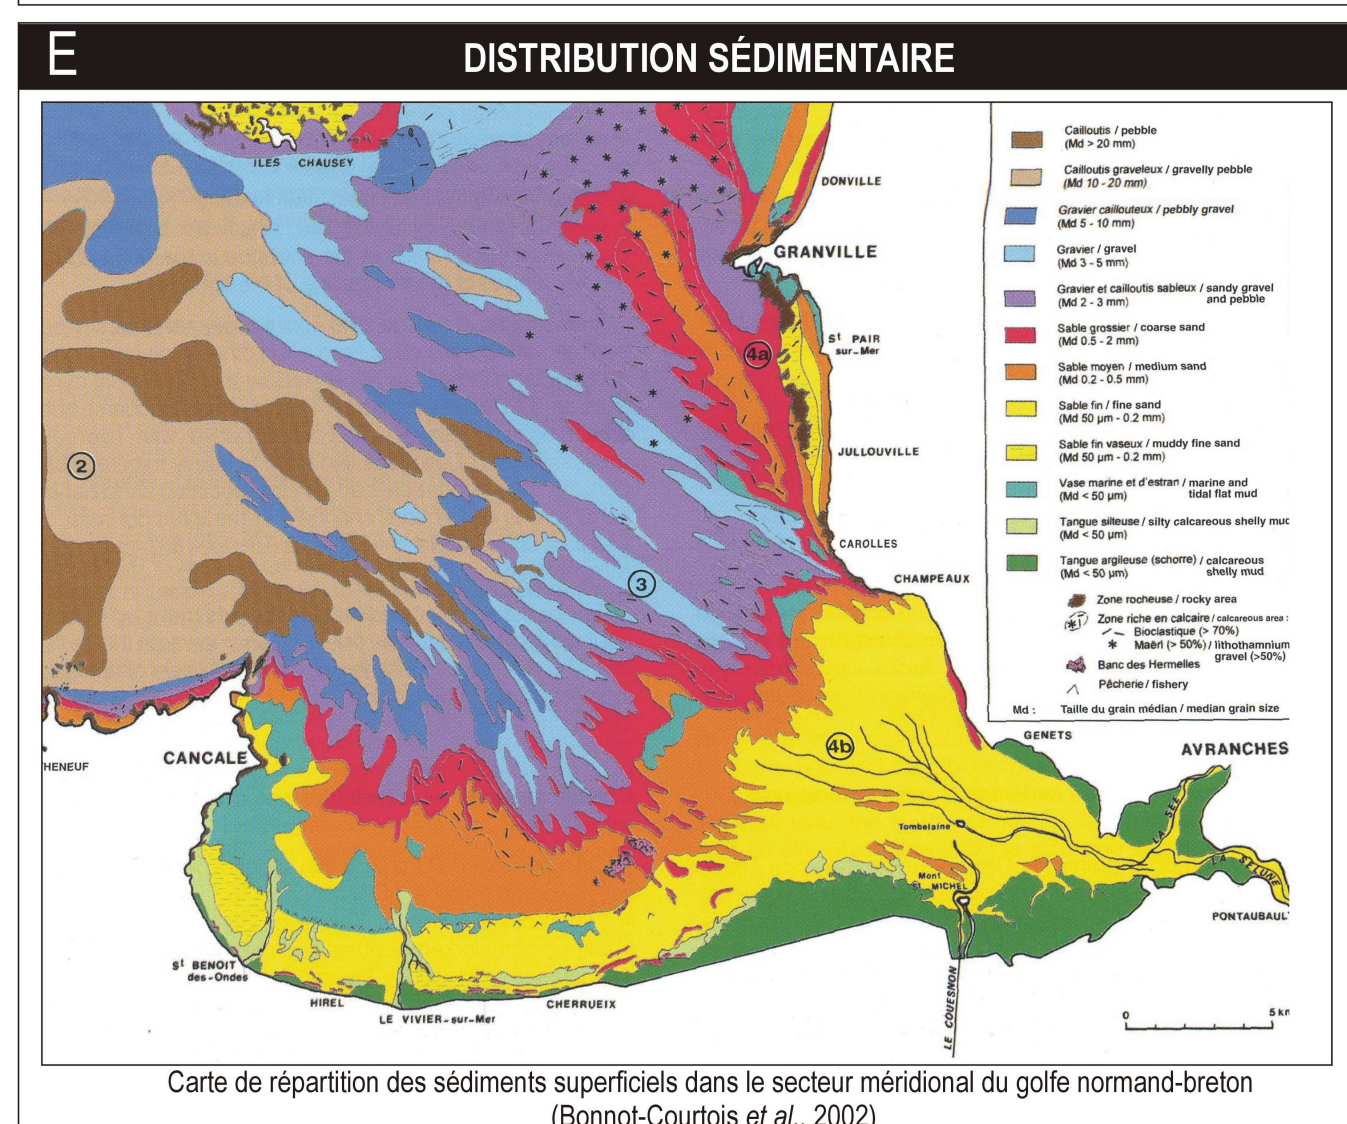 E
DISTRIBUTION SÉDIMENTAIRE
ILES CHAUSEY
DONVILLE
GRANVILLE
St PAIR
sur-Mer
4a
2
JULLOUVILLE
CAROLLES
CHAMPEAUX
3
4b
CANCALE
HENEUF
GENETS
AVRANCHES
LA SÉE
Tombelaine
LA SÉLUNE
Mont
St MICHEL
PONTAUBAUL
St BENOIT
des-Ondes
HIREL
CHERRUEIX
LE VIVIER-sur-Mer
LE COUESNON
0 5 km
Cailloutis / pebble
(Md > 20 mm)
Cailloutis graveleux / gravelly pebble
(Md 10 - 20 mm)
Gravier caillouteux / pebbly gravel
(Md 5 - 10 mm)
Gravier / gravel
(Md 3 - 5 mm)
Gravier et cailloutis sableux / sandy gravel
(Md 2 - 3 mm) and pebble
Sable grossier / coarse sand
(Md 0.5 - 2 mm)
Sable moyen / medium sand
(Md 0.2 - 0.5 mm)
Sable fin / fine sand
(Md 50 µm - 0.2 mm)
Sable fin vaseux / muddy fine sand
(Md 50 µm - 0.2 mm)
Vase marine et d'estran / marine and
(Md < 50 µm) tidal flat mud
Tangue silteuse / silty calcareous shelly muc
(Md < 50 µm)
Tangue argileuse (schorre) / calcareous
(Md < 50 µm) shelly mud
Zone rocheuse / rocky area
Zone riche en calcaire / calcareous area :
Bioclastique (> 70%)
Maërl (> 50%) / lithothamnium
gravel (>50%)
Banc des Hermelles
Pêcherie / fishery
Md : Taille du grain médian / median grain size
Carte de répartition des sédiments superficiels dans le secteur méridional du golfe normand-breton
(Bonnot-Courtois et al., 2002)